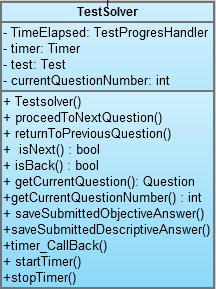 TestSolver
- TimeElapsed: TestProgresHandler
- timer: Timer
- test: Test
- currentQuestionNumber: int
+ Testsolver()
+ proceedToNextQuestion()
+ returnToPreviousQuestion()
+ isNext() : bool
+ isBack() : bool
+ getCurrentQuestion(): Question
+getCurrentQuestionNumber() : int
+ saveSubmittedObjectiveAnswer()
+saveSubmittedDescriptiveAnswer()
+timer_CallBack()
+ startTimer()
+stopTimer()